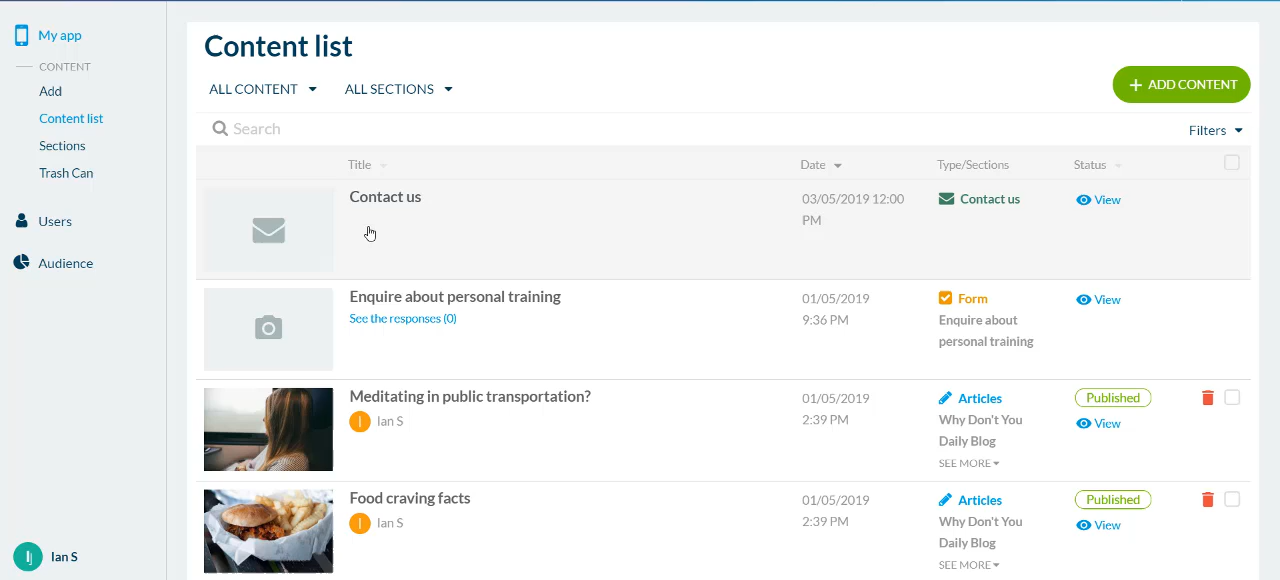 My app
CONTENT
Add
Content list
Sections
Trash Can
Users
Audience
Ian S
Content list
ALL CONTENT
ALL SECTIONS
ADD CONTENT
Search
Filters
Title Date Type/Sections Status
Contact us
03/05/2019 12:00
PM
Contact us
View
Enquire about personal training
See the responses (0)
01/05/2019
9:36 PM
Form
Enquire about
personal training
View
Meditating in public transportation?
I Ian S
01/05/2019
2:39 PM
Articles
Why Don't You
Daily Blog
SEE MORE
Published
View
Food craving facts
I Ian S
01/05/2019
2:39 PM
Articles
Why Don't You
Daily Blog
SEE MORE
Published
View